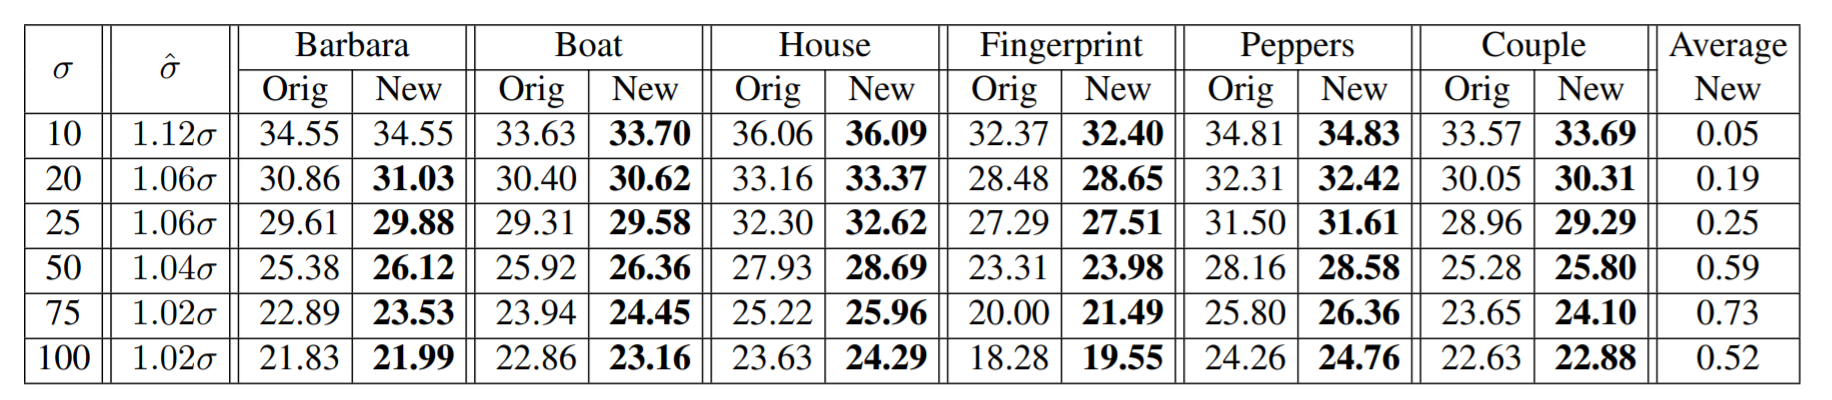 σ σ̂ Barbara Boat House Fingerprint Peppers Couple Average
Orig New Orig New Orig New Orig New Orig New Orig New New
10 1.12σ 34.55 34.55 33.63 33.70 36.06 36.09 32.37 32.40 34.81 34.83 33.57 33.69 0.05
20 1.06σ 30.86 31.03 30.40 30.62 33.16 33.37 28.48 28.65 32.31 32.42 30.05 30.31 0.19
25 1.06σ 29.61 29.88 29.31 29.58 32.30 32.62 27.29 27.51 31.50 31.61 28.96 29.29 0.25
50 1.04σ 25.38 26.12 25.92 26.36 27.93 28.69 23.31 23.98 28.16 28.58 25.28 25.80 0.59
75 1.02σ 22.89 23.53 23.94 24.45 25.22 25.96 20.00 21.49 25.80 26.36 23.65 24.10 0.73
100 1.02σ 21.83 21.99 22.86 23.16 23.63 24.29 18.28 19.55 24.26 24.76 22.63 22.88 0.52